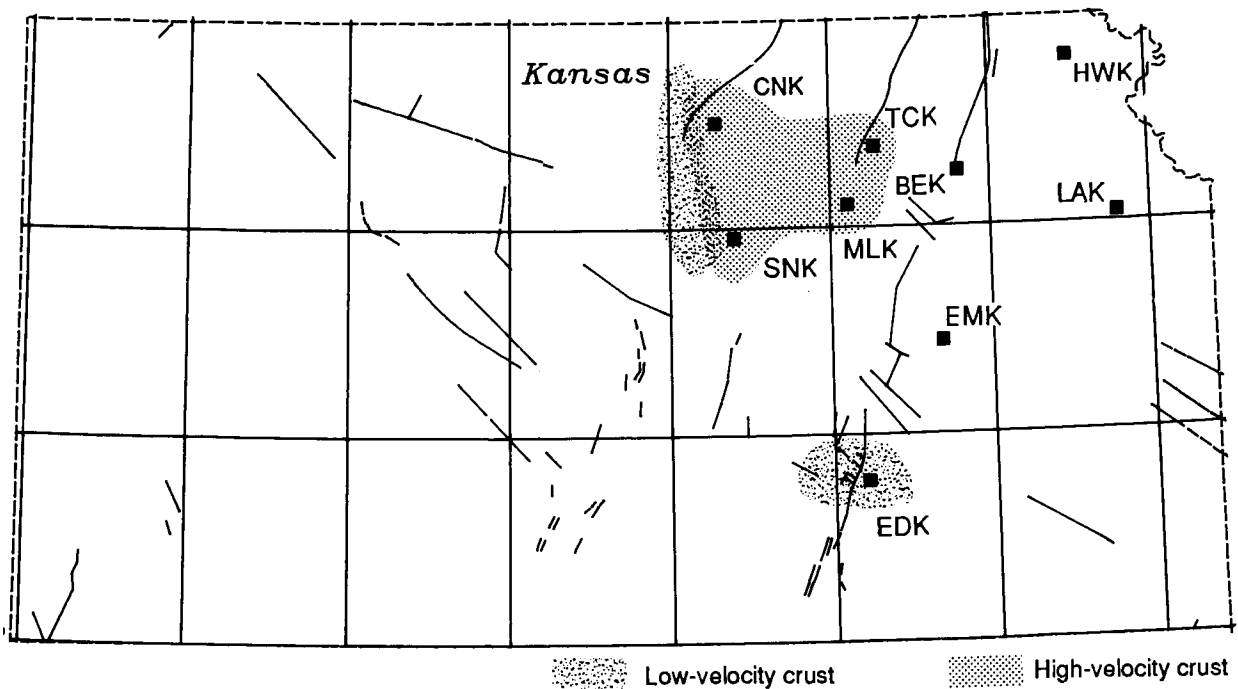 Kansas
CNK
HWK
TCK
BEK
LAK
MLK
SNK
EMK
EDK
Low-velocity crust
High-velocity crust